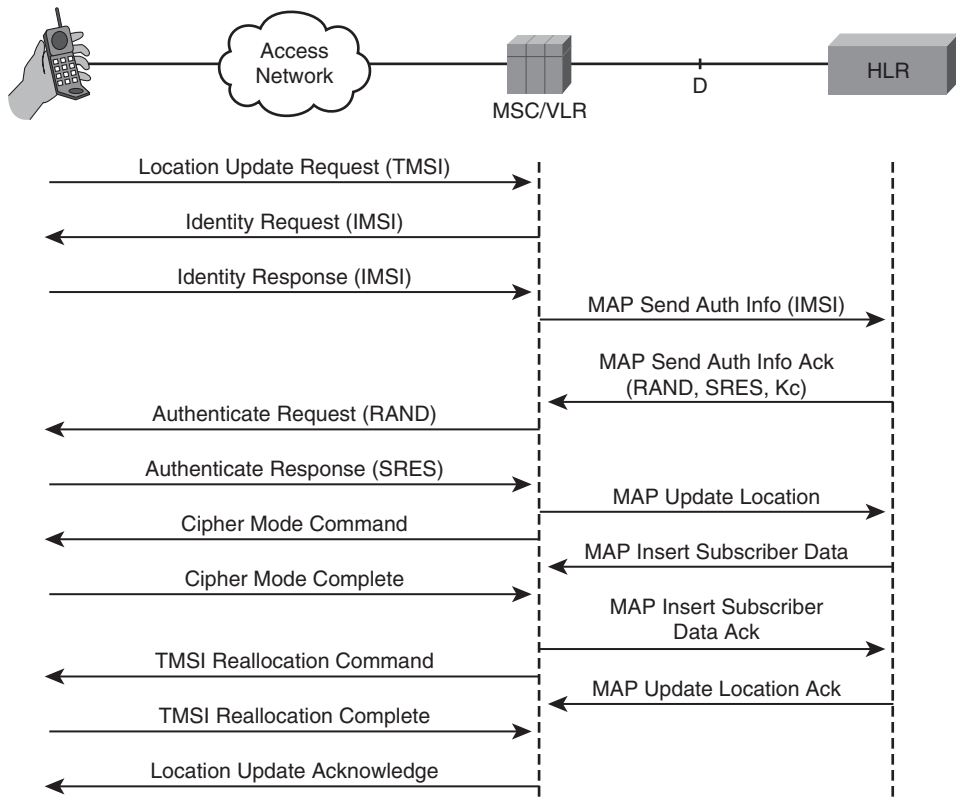 Access
Network
MSC/VLR
D
HLR
Location Update Request (TMSI)
Identity Request (IMSI)
Identity Response (IMSI)
MAP Send Auth Info (IMSI)
MAP Send Auth Info Ack
(RAND, SRES, Kc)
Authenticate Request (RAND)
Authenticate Response (SRES)
MAP Update Location
Cipher Mode Command
MAP Insert Subscriber Data
Cipher Mode Complete
MAP Insert Subscriber
Data Ack
TMSI Reallocation Command
MAP Update Location Ack
TMSI Reallocation Complete
Location Update Acknowledge